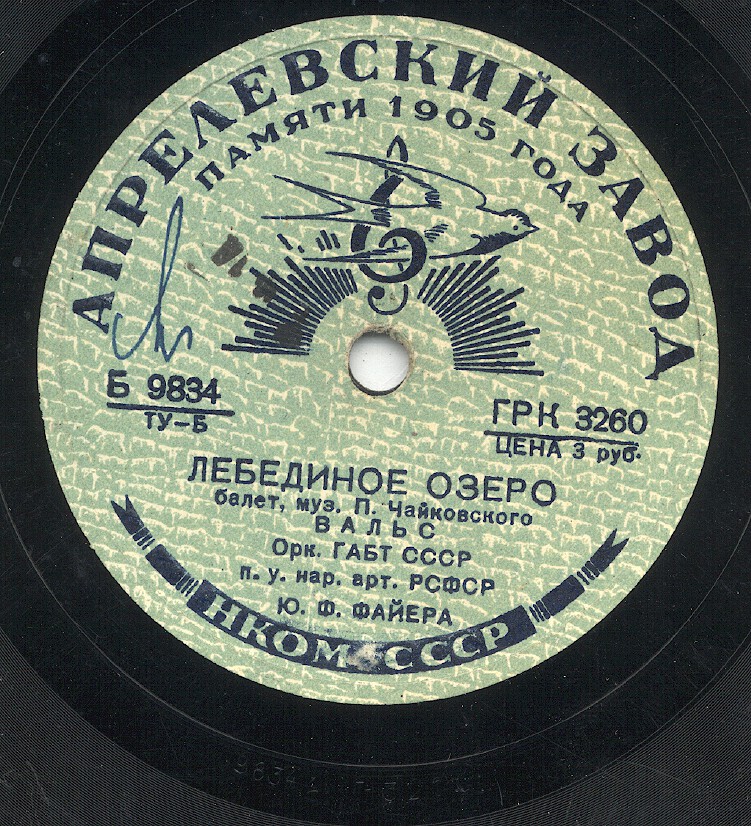 АПРЕЛЕВСКИЙ ЗАВОД
ПАМЯТИ 1905 ГОДА
Б 9834
ТУ-Б
ГРК 3260
ЦЕНА 3 руб.
ЛЕБЕДИНОЕ ОЗЕРО
балет, муз. П. Чайковского
ВАЛЬС
Орк. ГАБТ СССР
п. у. нар. арт. РСФСР
Ю. Ф. ФАЙЕРА
НКОМ СССР